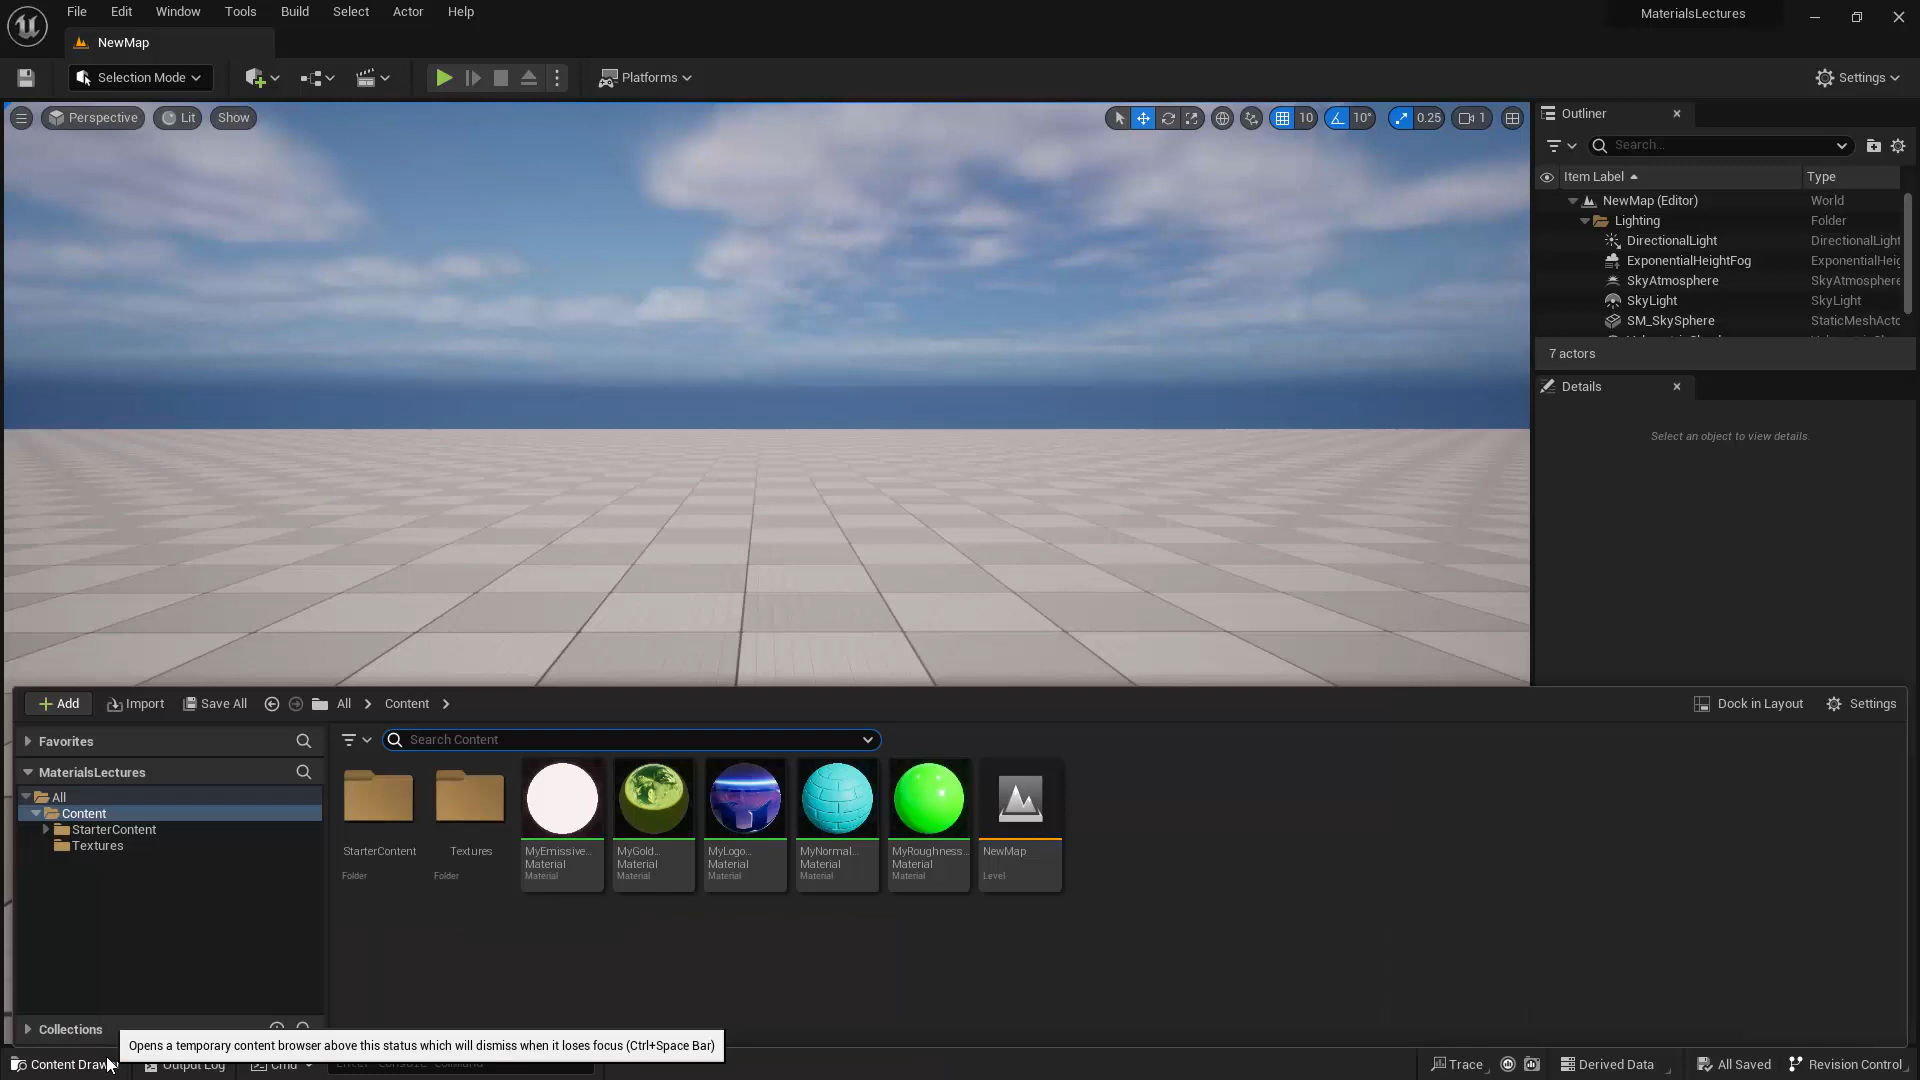 File Edit Window Tools Build Select Actor Help
MaterialsLectures
NewMap
Selection Mode
Platforms
Settings
Perspective
Lit
Show
10
10°
0.25
1
Outliner
Search...
Item Label
Type
NewMap (Editor) World
Lighting Folder
DirectionalLight DirectionalLight
ExponentialHeightFog ExponentialHeig
SkyAtmosphere SkyAtmosphere
SkyLight SkyLight
SM_SkySphere StaticMeshActo
7 actors
Details
Select an object to view details.
Add
Import
Save All
All
Content
Dock in Layout
Settings
Favorites
Search Content
MaterialsLectures
All
Content
StarterContent
Textures
StarterContent
Folder
Textures
Folder
MyEmissive...
Material
Material
MyGold...
Material
Material
MyLogo...
Material
Material
MyNormal...
Material
Material
MyRoughness...
Material
Material
NewMap
Level
Collections
Opens a temporary content browser above this status which will dismiss when it loses focus (Ctrl+Space Bar)
Content Draw
Output Log
Cmd
Enter Console Command
Trace
Derived Data
All Saved
Revision Control